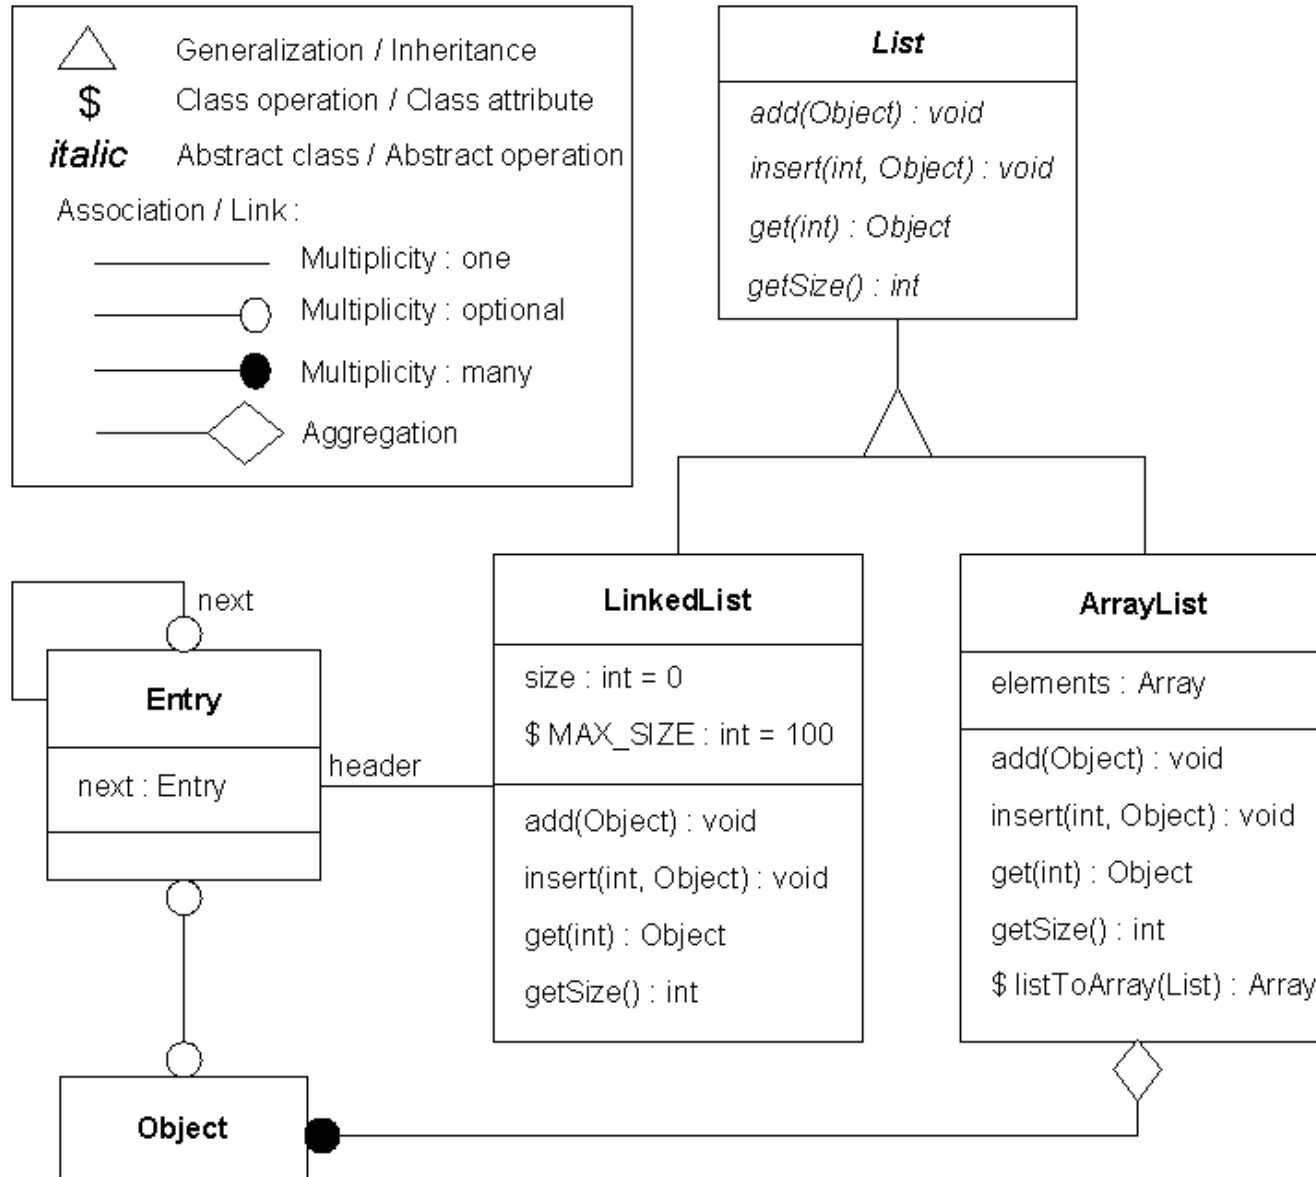 Generalization / Inheritance
$ Class operation / Class attribute
italic Abstract class / Abstract operation
Association / Link :
Multiplicity : one
Multiplicity : optional
Multiplicity : many
Aggregation
List
add(Object) : void
insert(int, Object) : void
get(int) : Object
getSize() : int
next
Entry
next : Entry
header
LinkedList
size : int = 0
$ MAX_SIZE : int = 100
add(Object) : void
insert(int, Object) : void
get(int) : Object
getSize() : int
ArrayList
elements : Array
add(Object) : void
insert(int, Object) : void
get(int) : Object
getSize() : int
$ listToArray(List) : Array
Object